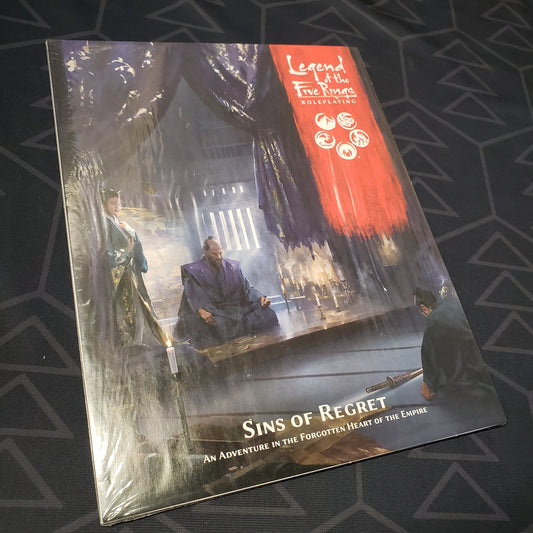 Legend
of the
Five Rings
ROLEPLAYING
SINS OF REGRET
AN ADVENTURE IN THE FORGOTTEN HEART OF THE EMPIRE